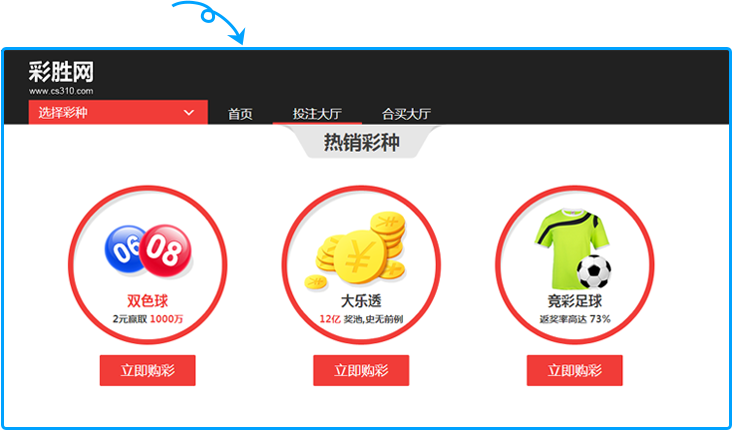 彩胜网
www.cs310.com
选择彩种
首页
投注大厅
合买大厅
热销彩种
06
08
双色球
2元赢取 1000万
立即购彩
大乐透
12亿 奖池,史无前例
立即购彩
竞彩足球
返奖率高达 73%
立即购彩